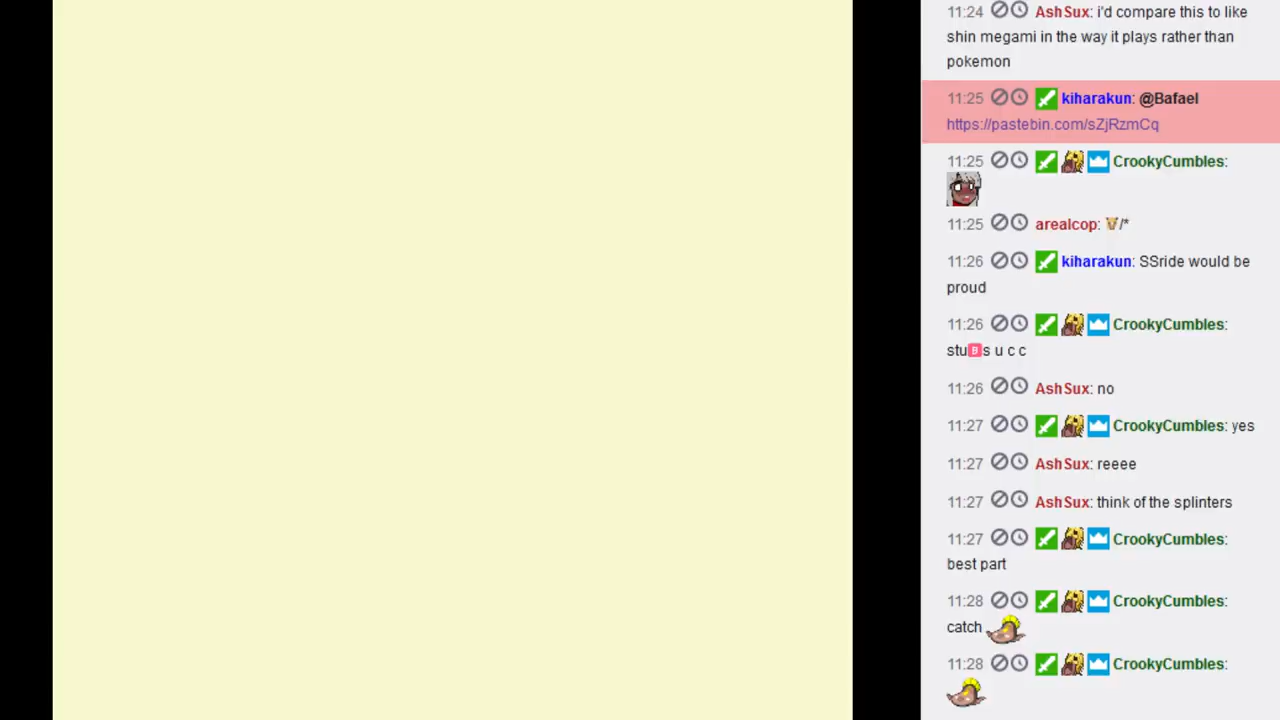 11:24 AshSux: i'd compare this to like
shin megami in the way it plays rather than
pokemon
11:25 kiharakun: @Bafael
https://pastebin.com/sZjRzmCq
11:25 CrookyCumbles:
11:25 arealcop: /*
11:26 kiharakun: SSride would be
proud
11:26 CrookyCumbles:
stu🅱s u c c
11:26 AshSux: no
11:27 CrookyCumbles: yes
11:27 AshSux: reeee
11:27 AshSux: think of the splinters
11:27 CrookyCumbles:
best part
11:28 CrookyCumbles:
catch
11:28 CrookyCumbles: